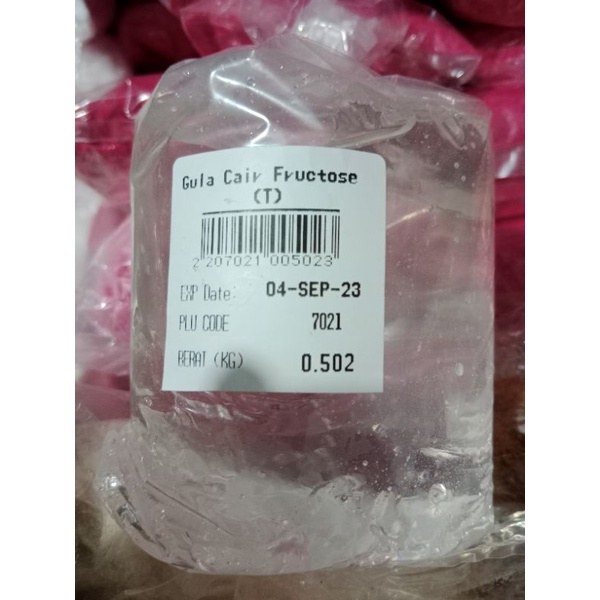 Gula Cair Fructose
(T)
2 207021 005023
EXP Date: 04-SEP-23
PLU CODE 7021
BERAT (KG) 0.502